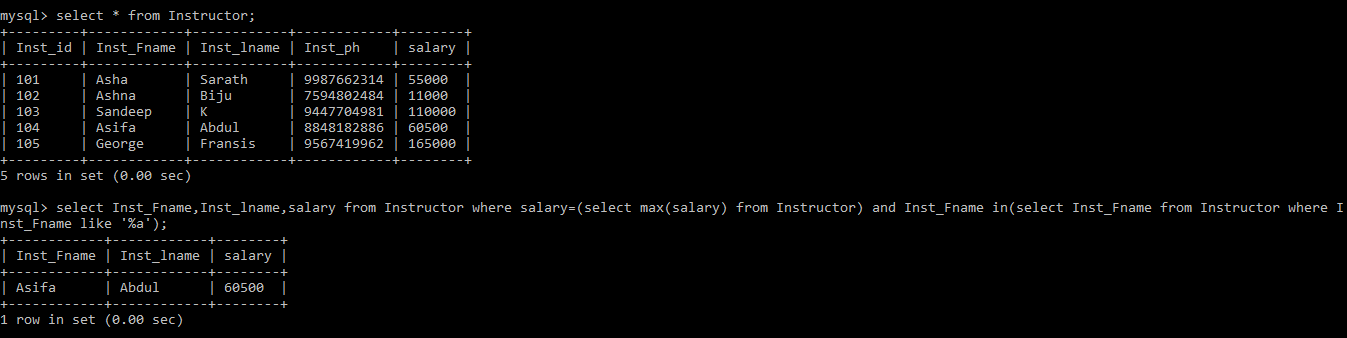 mysql> select * from Instructor;
+---------+------------+------------+------------+--------+
| Inst_id | Inst_Fname | Inst_lname | Inst_ph    | salary |
+---------+------------+------------+------------+--------+
| 101     | Asha       | Sarath     | 9987662314 | 55000  |
| 102     | Ashna      | Biju       | 7594802484 | 11000  |
| 103     | Sandeep    | K          | 9447704981 | 110000 |
| 104     | Asifa      | Abdul      | 8848182886 | 60500  |
| 105     | George     | Fransis    | 9567419962 | 165000 |
+---------+------------+------------+------------+--------+
5 rows in set (0.00 sec)
mysql> select Inst_Fname,Inst_lname,salary from Instructor where salary=(select max(salary) from Instructor) and Inst_Fname in(select Inst_Fname from Instructor where I
nst_Fname like '%a');
+------------+------------+--------+
| Inst_Fname | Inst_lname | salary |
+------------+------------+--------+
| Asifa      | Abdul      | 60500  |
+------------+------------+--------+
1 row in set (0.00 sec)